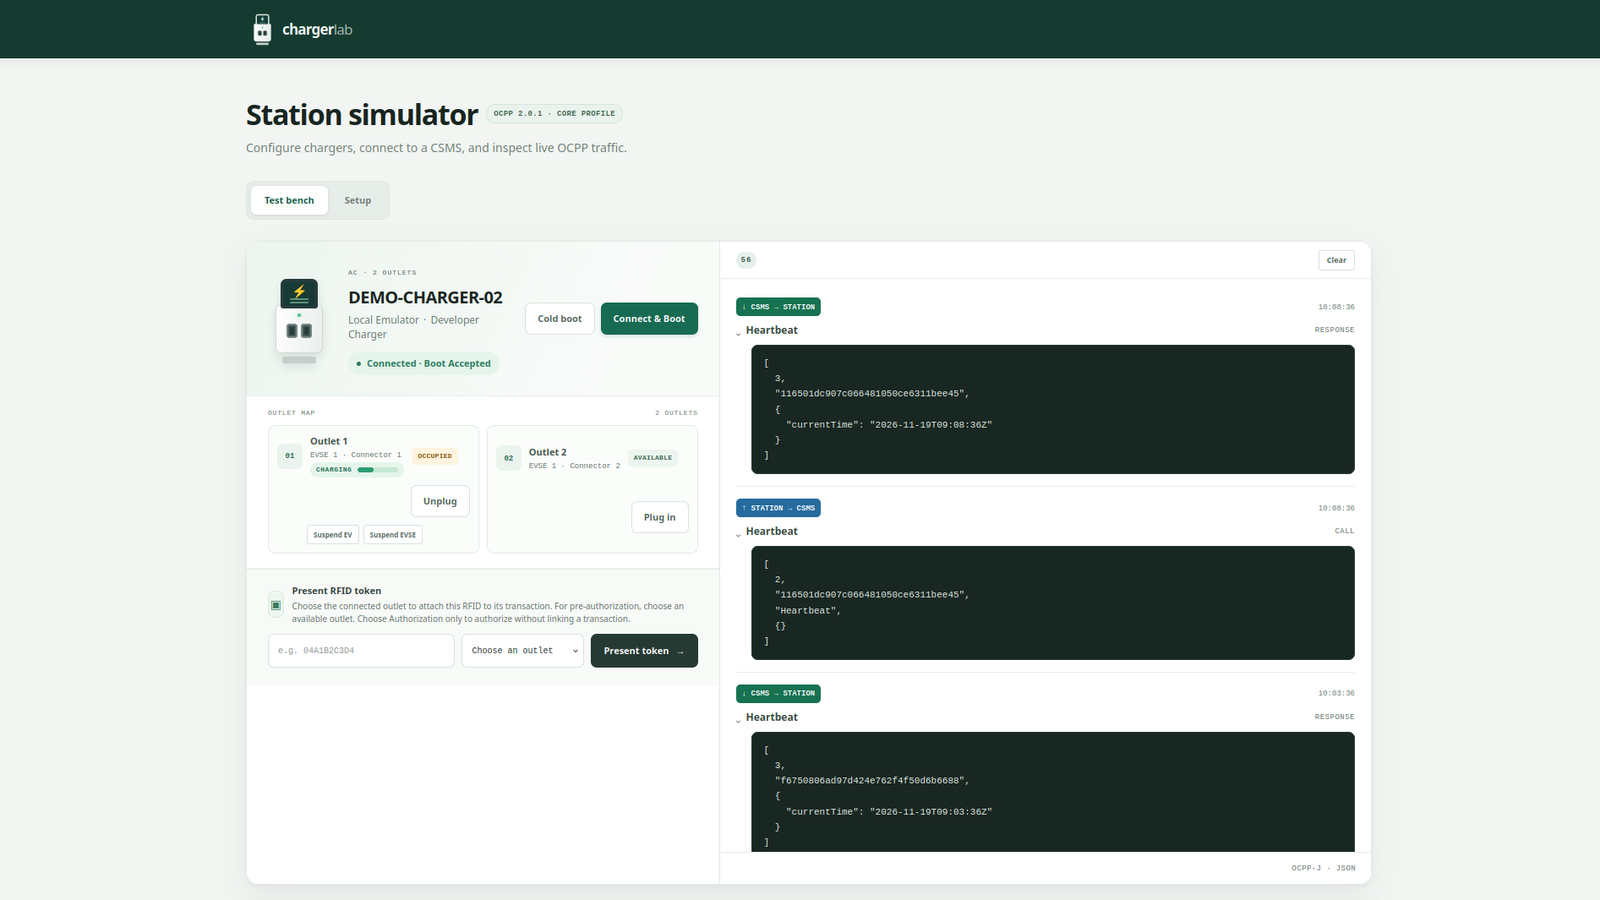 chargerlab
Station simulator
OCPP 2.0.1 · CORE PROFILE
Configure chargers, connect to a CSMS, and inspect live OCPP traffic.
Test bench
Setup
AC · 2 OUTLETS
DEMO-CHARGER-02
Local Emulator · Developer
Charger
Connected · Boot Accepted
Cold boot
Connect & Boot
OUTLET MAP
2 OUTLETS
01
Outlet 1
EVSE 1 · Connector 1
CHARGING
OCCUPIED
Unplug
Suspend EV
Suspend EVSE
02
Outlet 2
EVSE 1 · Connector 2
AVAILABLE
Plug in
Present RFID token
Choose the connected outlet to attach this RFID to its transaction. For pre-authorization, choose an
available outlet. Choose Authorization only to authorize without linking a transaction.
e.g. 04A1B2C3D4
Choose an outlet
Present token →
56
Clear
↓ CSMS → STATION
10:08:36
Heartbeat
RESPONSE
[
3,
"116501dc907c066481050ce6311bee45",
{
"currentTime": "2026-11-19T09:08:36Z"
}
]
↑ STATION → CSMS
10:08:36
Heartbeat
CALL
[
2,
"116501dc907c066481050ce6311bee45",
"Heartbeat",
{}
]
↓ CSMS → STATION
10:03:36
Heartbeat
RESPONSE
[
3,
"f6750806ad97d424e762f4f50d6b6688",
{
"currentTime": "2026-11-19T09:03:36Z"
}
]
OCPP-J · JSON